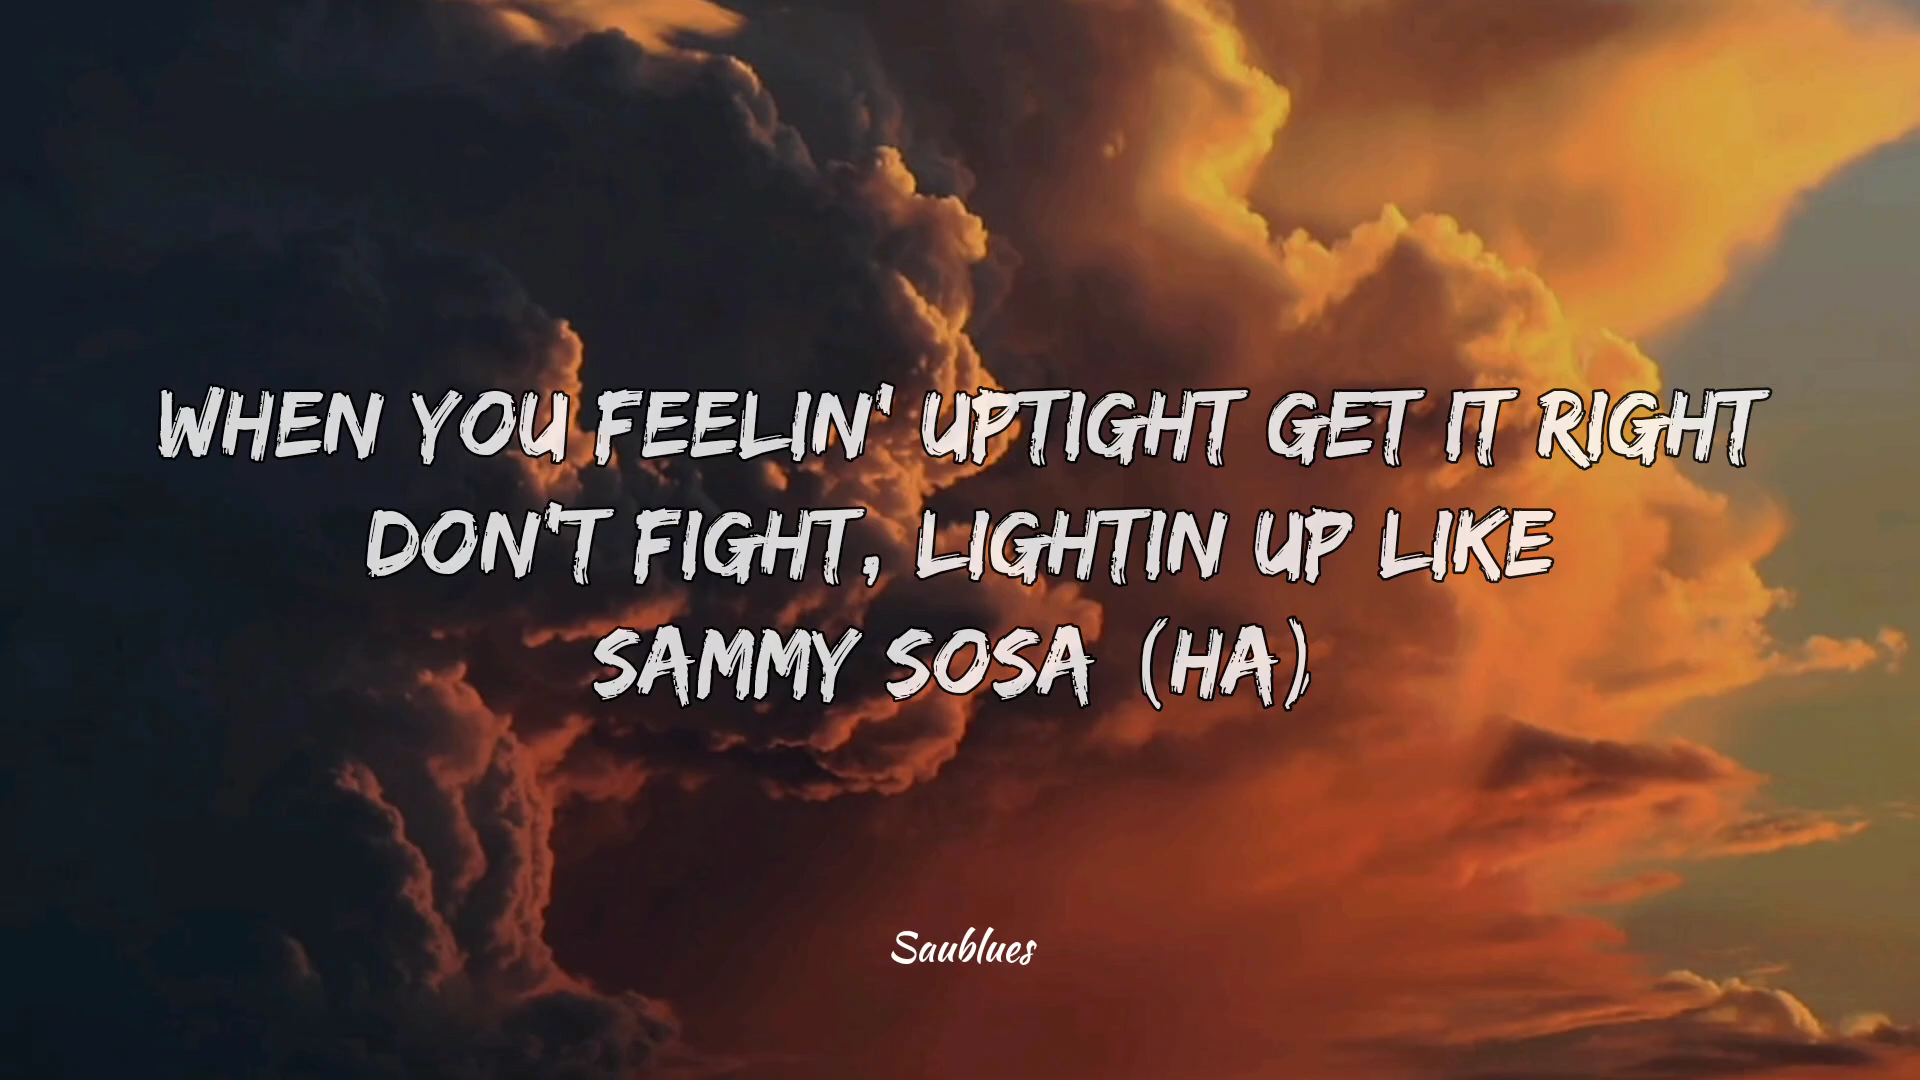 WHEN YOU FEELIN' UPTIGHT GET IT RIGHT
DON'T FIGHT, LIGHTIN UP LIKE
SAMMY SOSA (HA)
Saublues